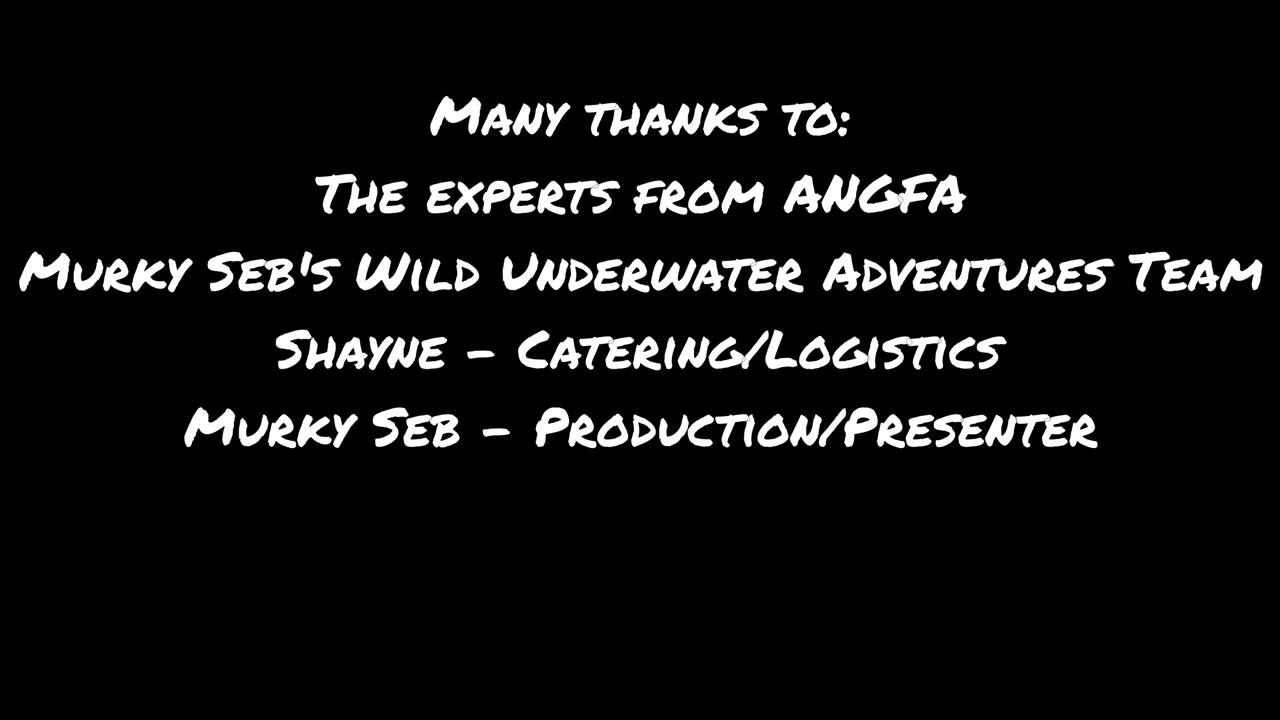 Many thanks to:
The experts from ANGFA
Murky Seb's Wild Underwater Adventures Team
Shayne - Catering/Logistics
Murky Seb - Production/Presenter